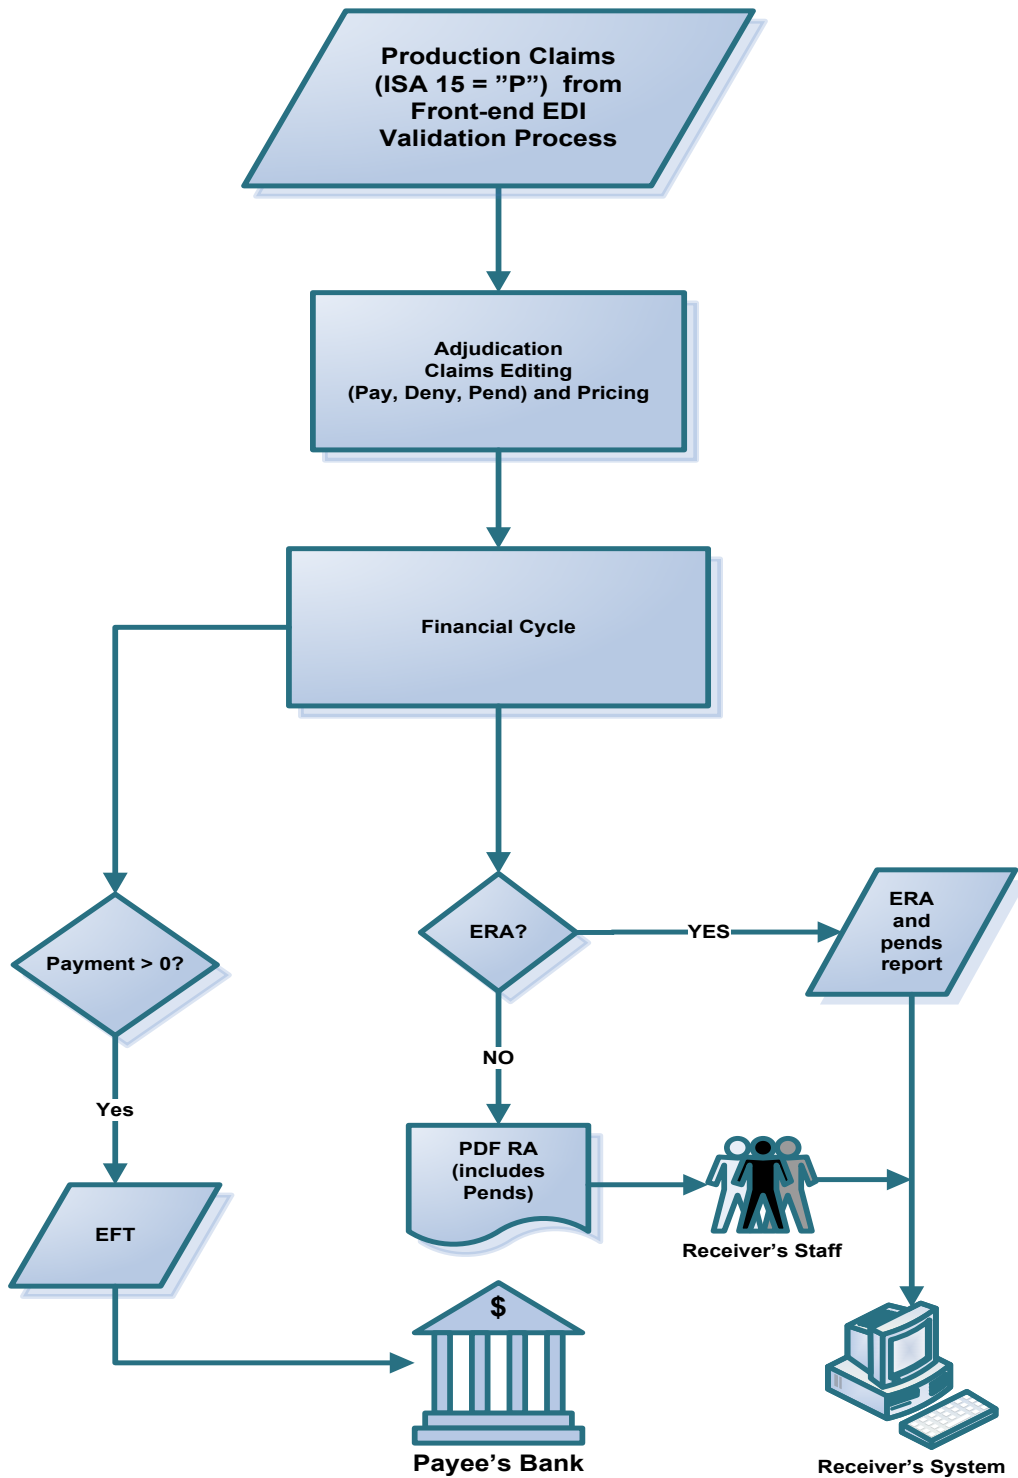 Production Claims
(ISA 15 = ”P”) from
Front-end EDI
Validation Process
Adjudication
Claims Editing
(Pay, Deny, Pend) and Pricing
Financial Cycle
Payment > 0?
ERA?
YES
ERA
and
pends
report
NO
Yes
PDF RA
(includes
Pends)
Receiver’s Staff
EFT
$
Payee’s Bank
Receiver’s System